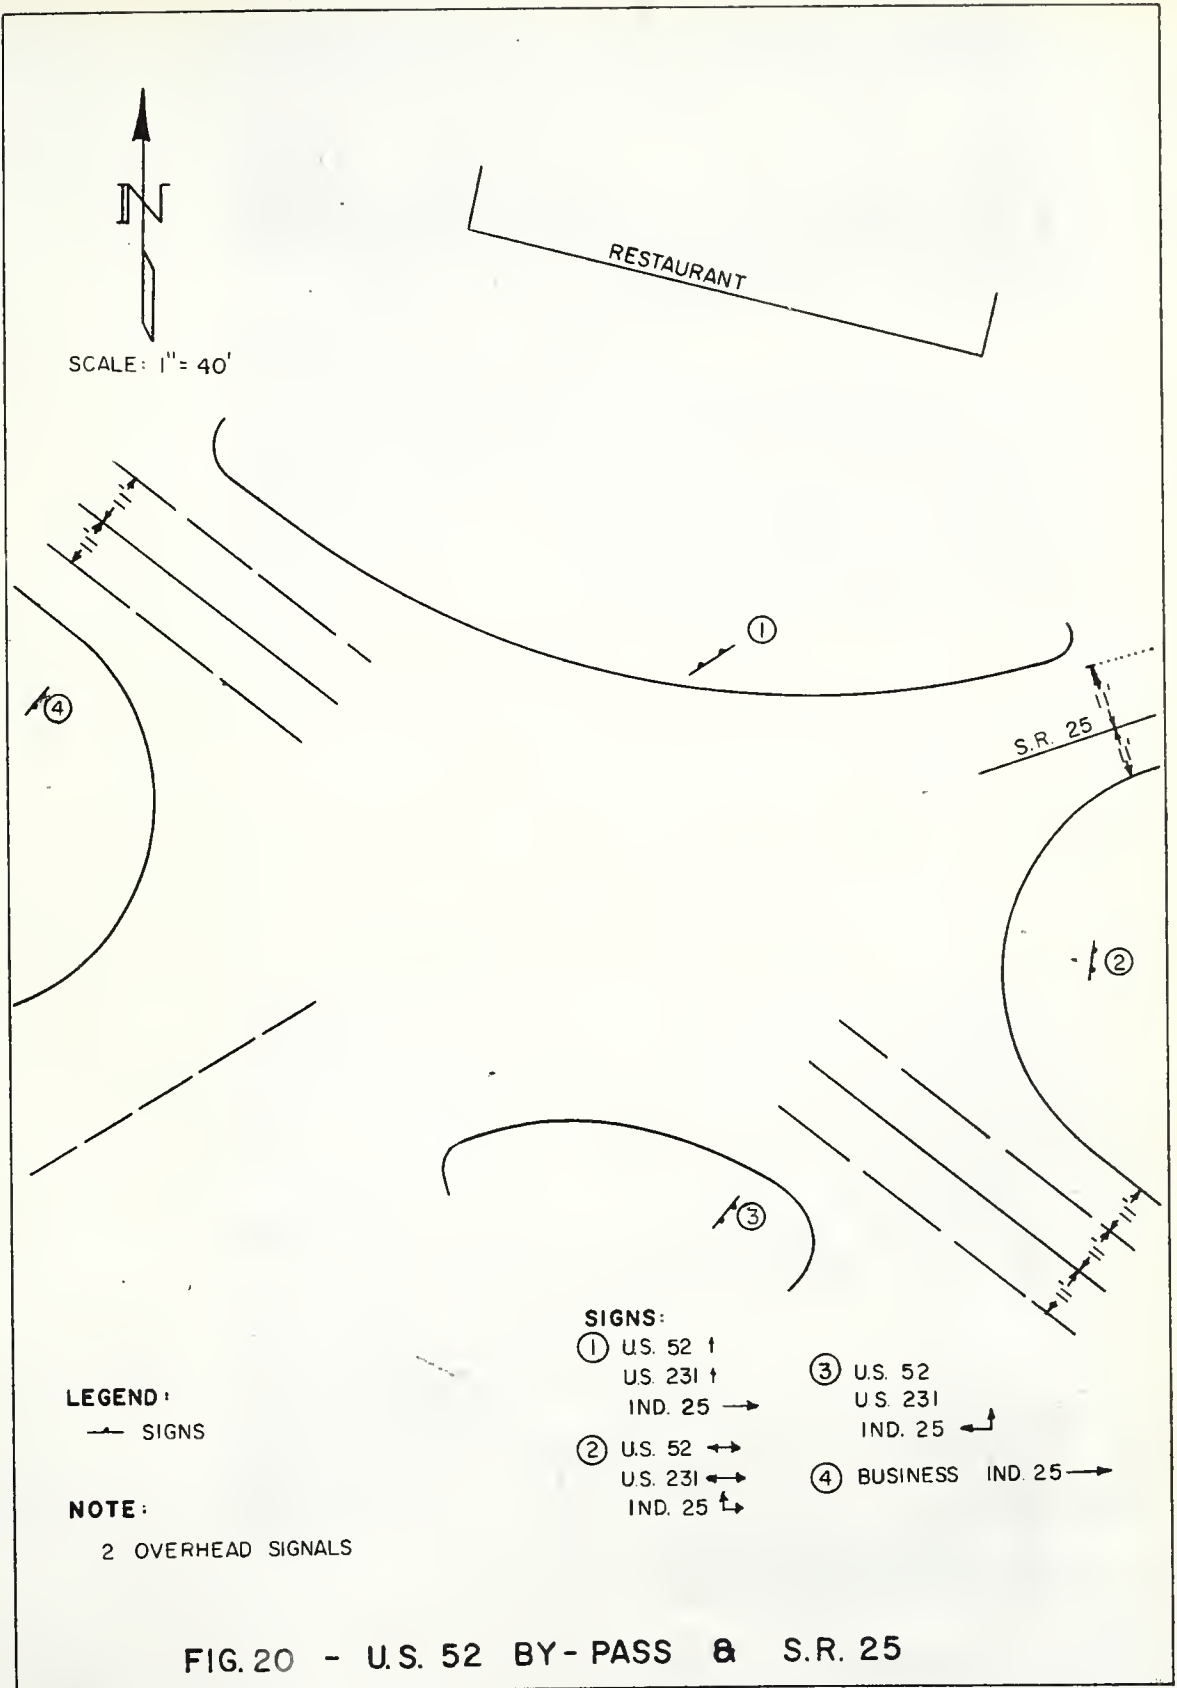 N
SCALE: 1"= 40'
RESTAURANT
11'
11'
①
④
S.R. 25
11'
11'
②
③
11'
11'
11'
SIGNS:
① U.S. 52 ↑
U.S. 231 ↑
IND. 25 →
② U.S. 52 ↔
U.S. 231 ↔
IND. 25 ↱
③ U.S. 52
U.S. 231
IND. 25 ←↑
④ BUSINESS IND. 25 →
LEGEND:
SIGNS
NOTE:
2 OVERHEAD SIGNALS
FIG. 20 - U.S. 52 BY-PASS & S.R. 25